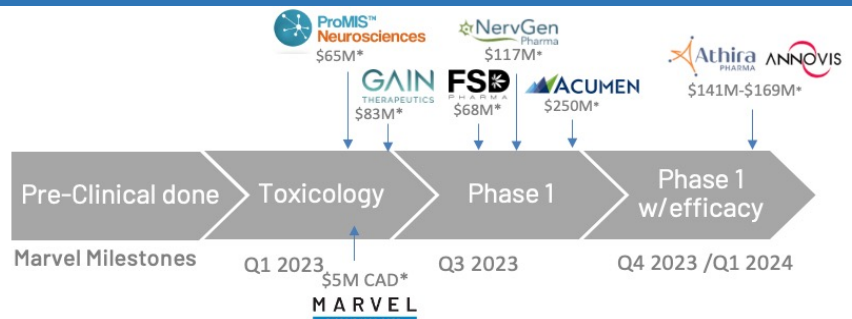 ProMIS™
Neurosciences
$65M*
NervGen
Pharma
$117M*
GAIN
THERAPEUTICS
$83M*
FSD
PHARMA
$68M*
ACUMEN
$250M*
Athira
PHARMA
ANNOVIS
$141M-$169M*
Pre-Clinical done
Toxicology
Phase 1
Phase 1
w/efficacy
Marvel Milestones
Q1 2023
Q3 2023
Q4 2023 /Q1 2024
$5M CAD*
MARVEL